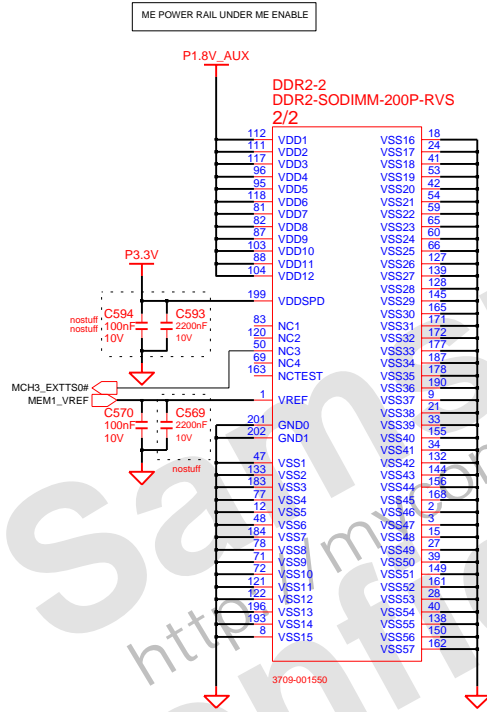 ME POWER RAIL UNDER ME ENABLE
P1.8V_AUX
DDR2-2
DDR2-SODIMM-200P-RVS
2/2
112 VDD1
111 VDD2
117 VDD3
96 VDD4
95 VDD5
118 VDD6
81 VDD7
82 VDD8
87 VDD9
103 VDD10
88 VDD11
104 VDD12
P3.3V
199 VDDSPD
C594
100nF
10V
nostuff
nostuff
C593
2200nF
10V
83 NC1
120 NC2
50 NC3
69 NC4
163 NCTEST
MCH3_EXTTS0#
MEM1_VREF
1 VREF
C570
100nF
10V
C569
2200nF
10V
nostuff
201 GND0
202 GND1
47 VSS1
133 VSS2
183 VSS3
77 VSS4
12 VSS5
48 VSS6
184 VSS7
78 VSS8
71 VSS9
72 VSS10
121 VSS11
122 VSS12
196 VSS13
193 VSS14
8 VSS15
VSS16 18
VSS17 24
VSS18 41
VSS19 53
VSS20 42
VSS21 54
VSS22 59
VSS23 65
VSS24 60
VSS25 66
VSS26 127
VSS27 139
VSS28 128
VSS29 145
VSS30 165
VSS31 171
VSS32 172
VSS33 177
VSS34 187
VSS35 178
VSS36 190
VSS37 9
VSS38 21
VSS39 33
VSS40 155
VSS41 34
VSS42 132
VSS43 144
VSS44 156
VSS45 168
VSS46 2
VSS47 3
VSS48 15
VSS49 27
VSS50 39
VSS51 149
VSS52 161
VSS53 28
VSS54 40
VSS55 138
VSS56 150
VSS57 162
3709-001550